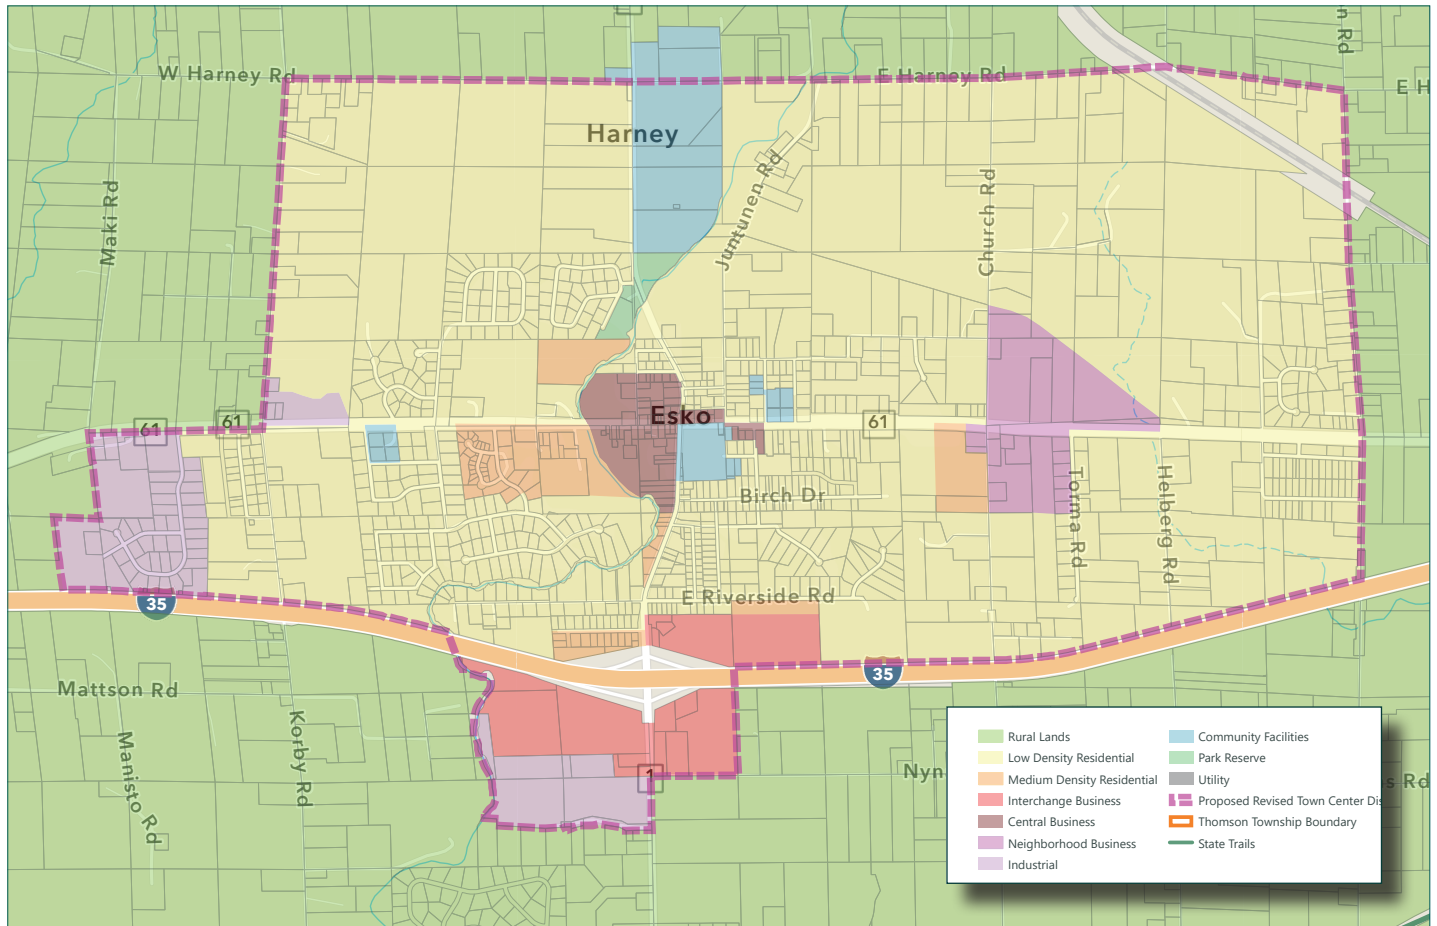 n Rd
W Harney Rd
E Harney Rd
E H
Harney
Juntunen Rd
Church Rd
Maki Rd
61
61
Esko
61
Birch Dr
Torma Rd
Helberg Rd
E Riverside Rd
35
35
Mattson Rd
Manisto Rd
Korby Rd
1
Nyn
s Rd
Rural Lands
Low Density Residential
Medium Density Residential
Interchange Business
Central Business
Neighborhood Business
Industrial
Community Facilities
Park Reserve
Utility
Proposed Revised Town Center Dis
Thomson Township Boundary
State Trails